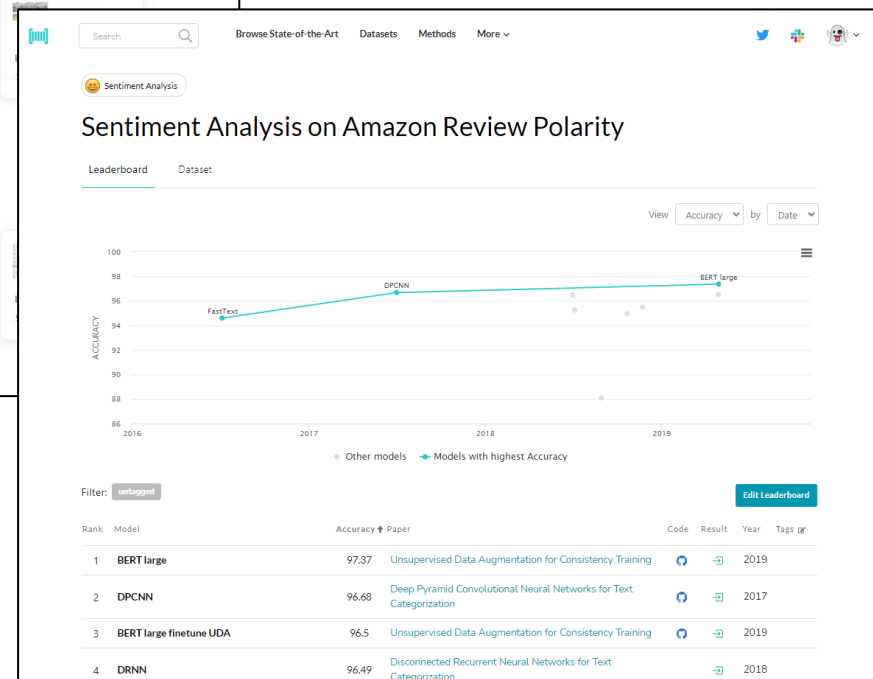 Search
Browse State-of-the-Art Datasets Methods More
Sentiment Analysis
Sentiment Analysis on Amazon Review Polarity
Leaderboard Dataset
View Accuracy by Date
100
98
96
94
92
90
88
86
ACCURACY
FastText
DPCNN
BERT large
2016 2017 2018 2019
Other models Models with highest Accuracy
Filter: untagged
Edit Leaderboard
Rank Model Accuracy Paper Code Result Year Tags
1 BERT large 97.37 Unsupervised Data Augmentation for Consistency Training 2019
2 DPCNN 96.68 Deep Pyramid Convolutional Neural Networks for Text
Categorization 2017
3 BERT large finetune UDA 96.5 Unsupervised Data Augmentation for Consistency Training 2019
4 DRNN 96.49 Disconnected Recurrent Neural Networks for Text
Categorization 2018